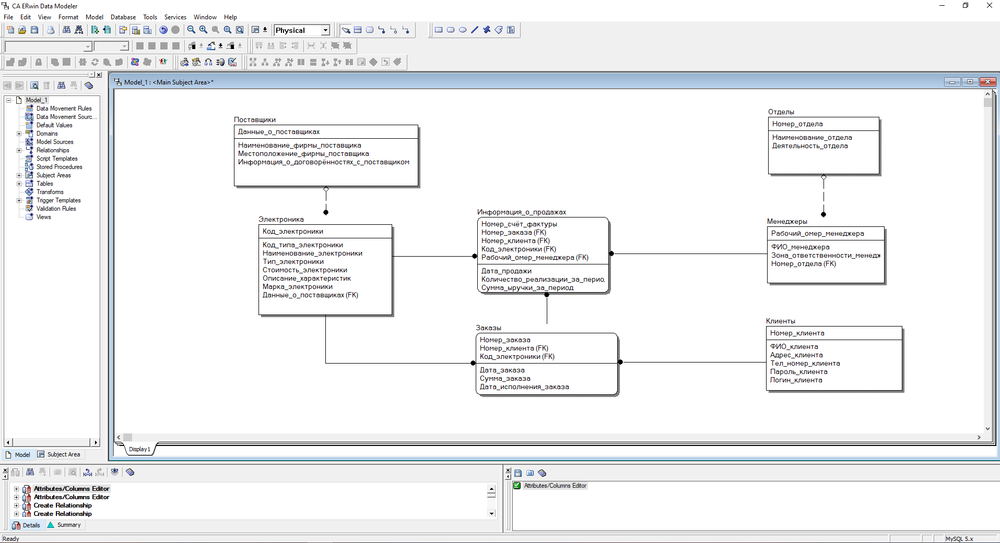 CA ERwin Data Modeler
File Edit View Format Model Database Tools Services Window Help
Physical
Model_1 : <Main Subject Area>*
Model_1
Data Movement Rules
Data Movement Sourc...
Default Values
Domains
Model Sources
Relationships
Script Templates
Stored Procedures
Subject Areas
Tables
Transforms
Trigger Templates
Validation Rules
Views
Model
Subject Area
Поставщики
Данные_о_поставщиках
Наименование_фирмы_поставщика
Местоположение_фирмы_поставщика
Информация_о_договорённостях_с_поставщиком
Отделы
Номер_отдела
Наименование_отдела
Деятельность_отдела
Электроника
Код_электроники
Код_типа_электроники
Наименование_электроники
Тип_электроники
Стоимость_электроники
Описание_характеристик
Марка_электроники
Данные_о_поставщиках (FK)
Информация_о_продажах
Номер_счёт_фактуры
Номер_заказа (FK)
Номер_клиента (FK)
Код_электроники (FK)
Рабочий_омер_менеджера (FK)
Дата_продажи
Количество_реализации_за_перио,
Сумма_выручки_за_период
Менеджеры
Рабочий_омер_менеджера
ФИО_менеджера
Зона_ответственности_менедж
Номер_отдела (FK)
Заказы
Номер_заказа
Номер_клиента (FK)
Код_электроники (FK)
Дата_заказа
Сумма_заказа
Дата_исполнения_заказа
Клиенты
Номер_клиента
ФИО_клиента
Адрес_клиента
Тел_номер_клиента
Пароль_клиента
Логин_клиента
Display1
Attributes/Columns Editor
Attributes/Columns Editor
Create Relationship
Create Relationship
Details
Summary
Attributes/Columns Editor
Ready
MySQL 5.x